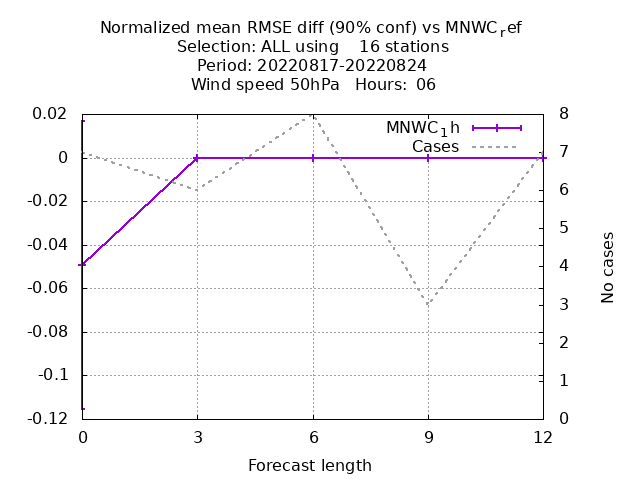 Normalized mean RMSE diff (90% conf) vs MNWC_ref
Selection: ALL using 16 stations
Period: 20220817-20220824
Wind speed 50hPa Hours: 06
MNWC_1h
Cases
0.02
0
-0.02
-0.04
-0.06
-0.08
-0.1
-0.12
8
7
6
5
4
3
2
1
0
No cases
0 3 6 9 12
Forecast length